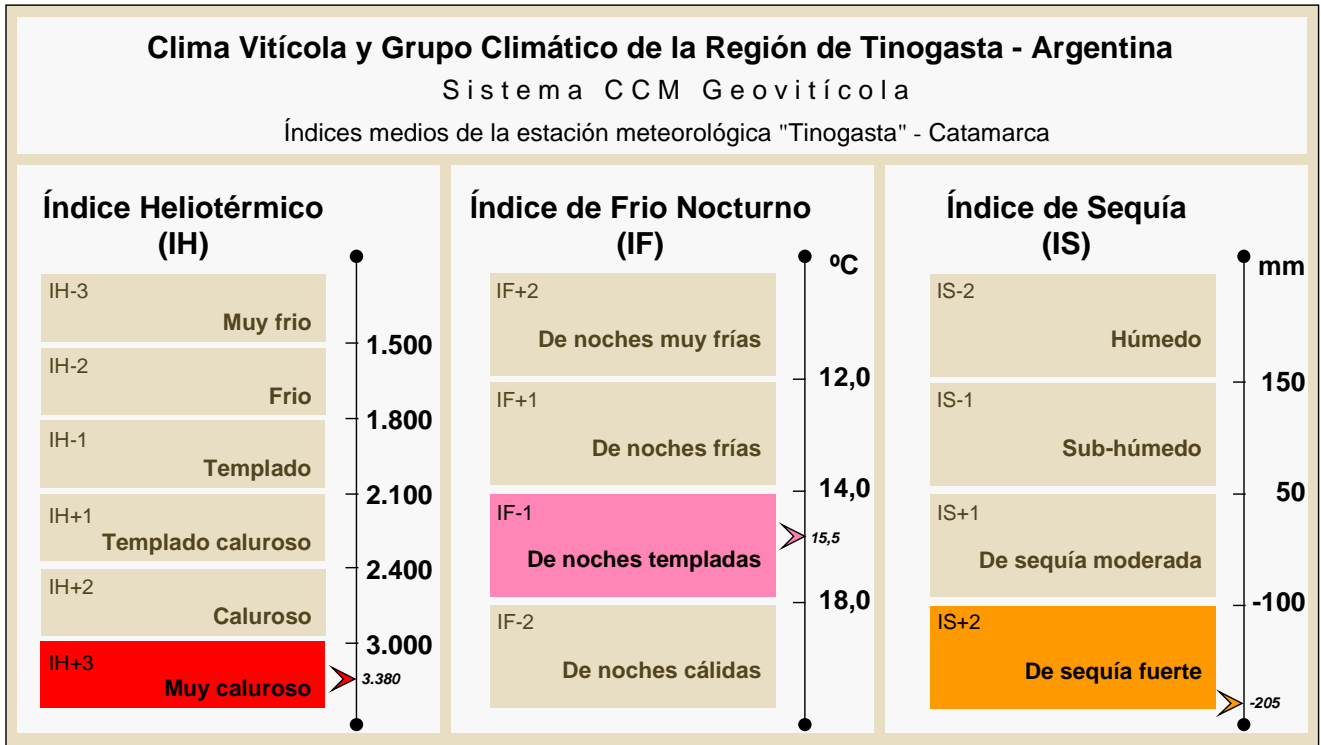 Clima Vitícola y Grupo Climático de la Región de Tinogasta - Argentina
Sistema CCM Geovitícola
Índices medios de la estación meteorológica "Tinogasta" - Catamarca
Índice Heliotérmico
(IH)
IH-3
Muy frio
1.500
IH-2
Frio
1.800
IH-1
Templado
2.100
IH+1
Templado caluroso
2.400
IH+2
Caluroso
3.000
IH+3
Muy caluroso
3.380
Índice de Frio Nocturno
(IF)
ºC
IF+2
De noches muy frías
12,0
IF+1
De noches frías
14,0
IF-1
15,5
De noches templadas
18,0
IF-2
De noches cálidas
Índice de Sequía
(IS)
mm
IS-2
Húmedo
150
IS-1
Sub-húmedo
50
IS+1
De sequía moderada
-100
IS+2
De sequía fuerte
-205